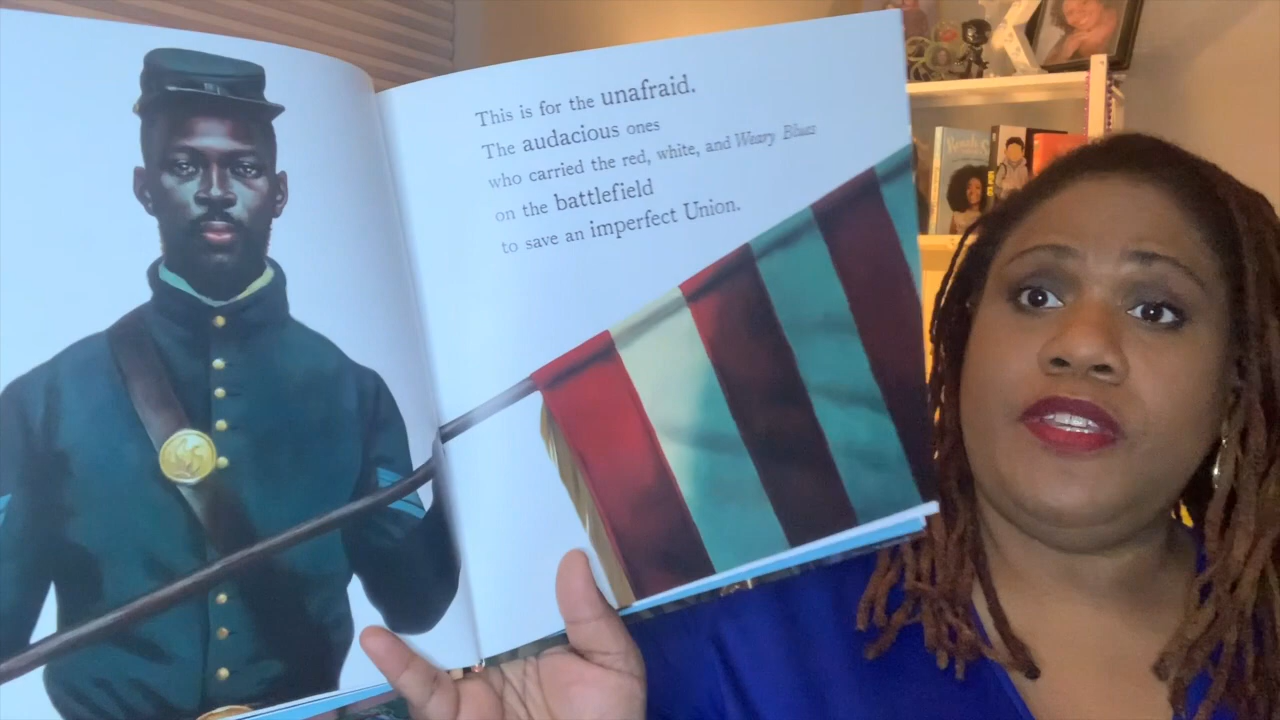 This is for the unafraid.
The audacious ones
who carried the red, white, and Weary Blues
on the battlefield
to save an imperfect Union.